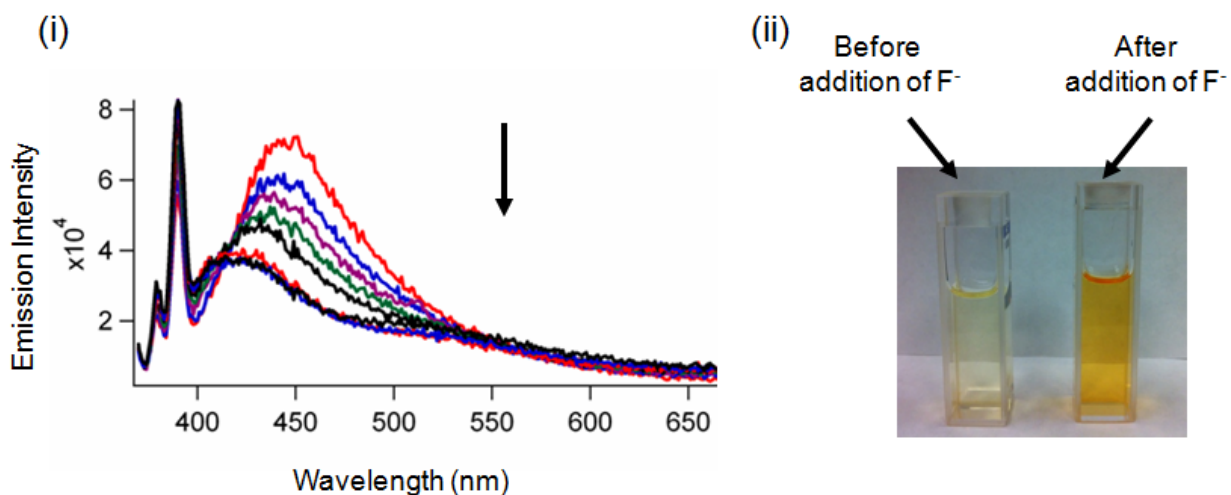 (i)
8
6
4
2
x10⁴
Emission Intensity
400 450 500 550 600 650
Wavelength (nm)
(ii)
Before
addition of F⁻
After
addition of F⁻